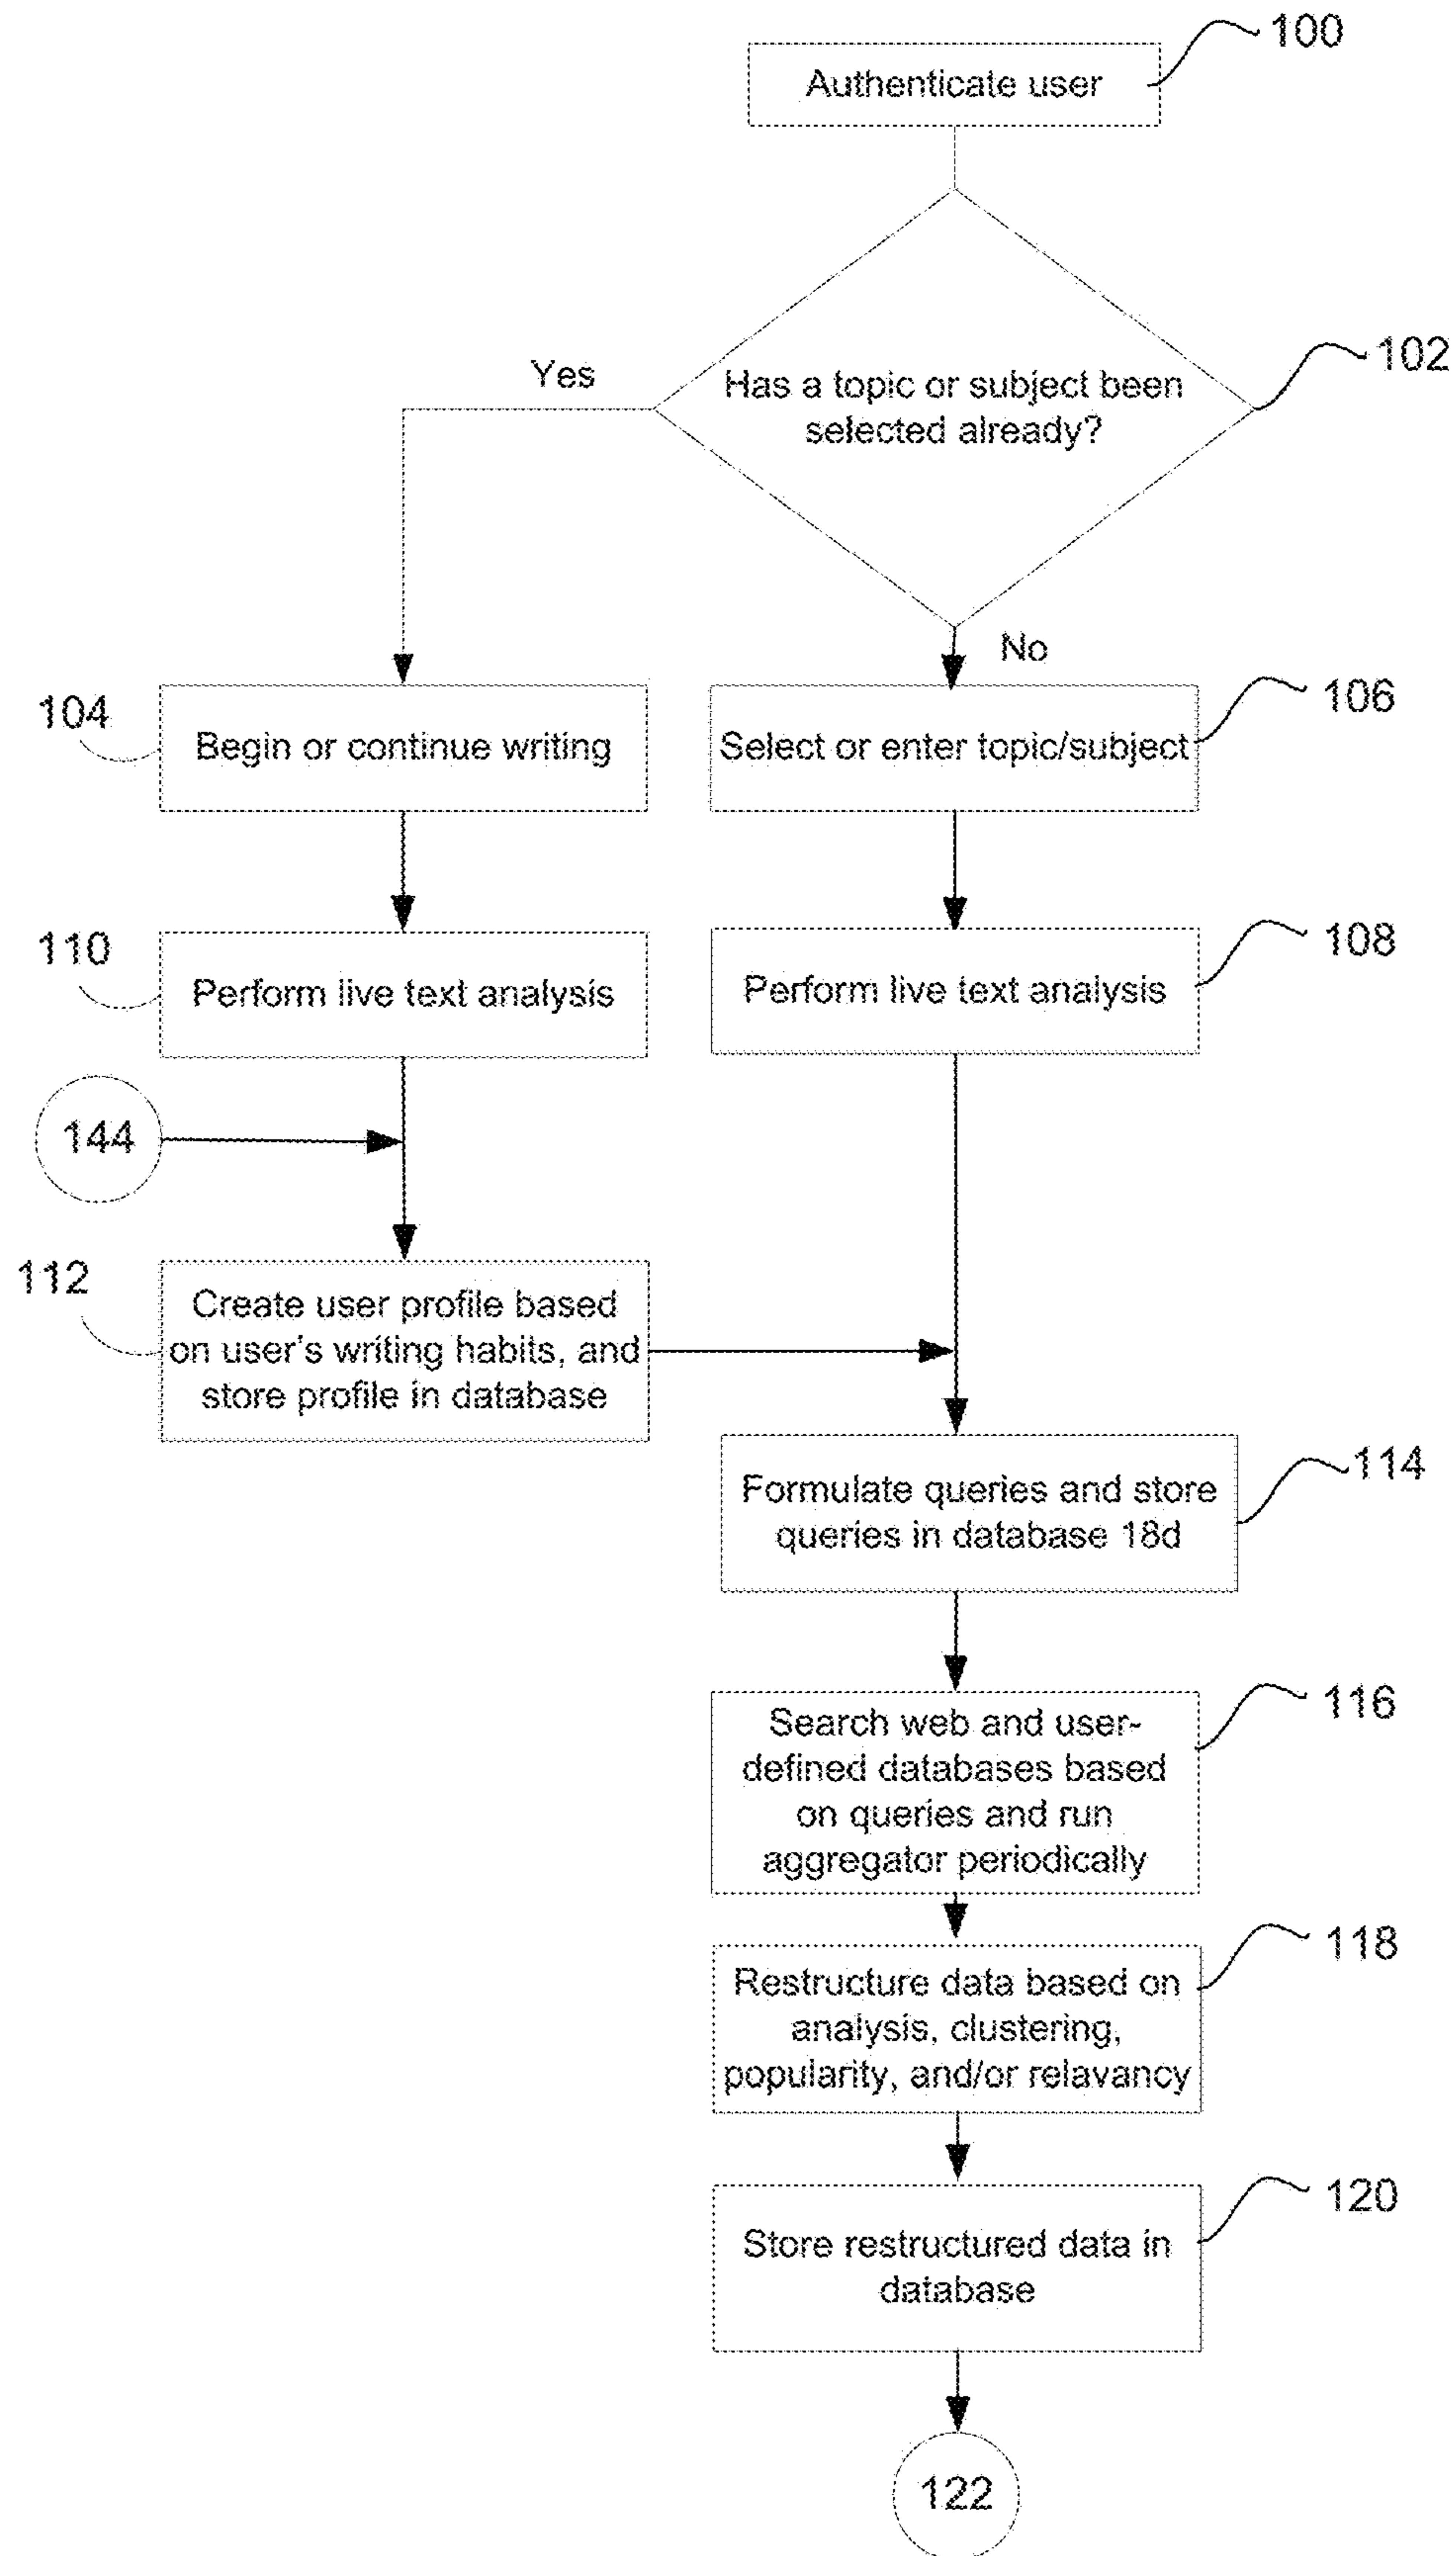 100
Authenticate user
102
Yes
Has a topic or subject been
selected already?
No
104
Begin or continue writing
106
Select or enter topic/subject
110
Perform live text analysis
108
Perform live text analysis
144
112
Create user profile based
on user's writing habits, and
store profile in database
114
Formulate queries and store
queries in database 18d
116
Search web and user-
defined databases based
on queries and run
aggregator periodically
118
Restructure data based on
analysis, clustering,
popularity, and/or relavancy
120
Store restructured data in
database
122